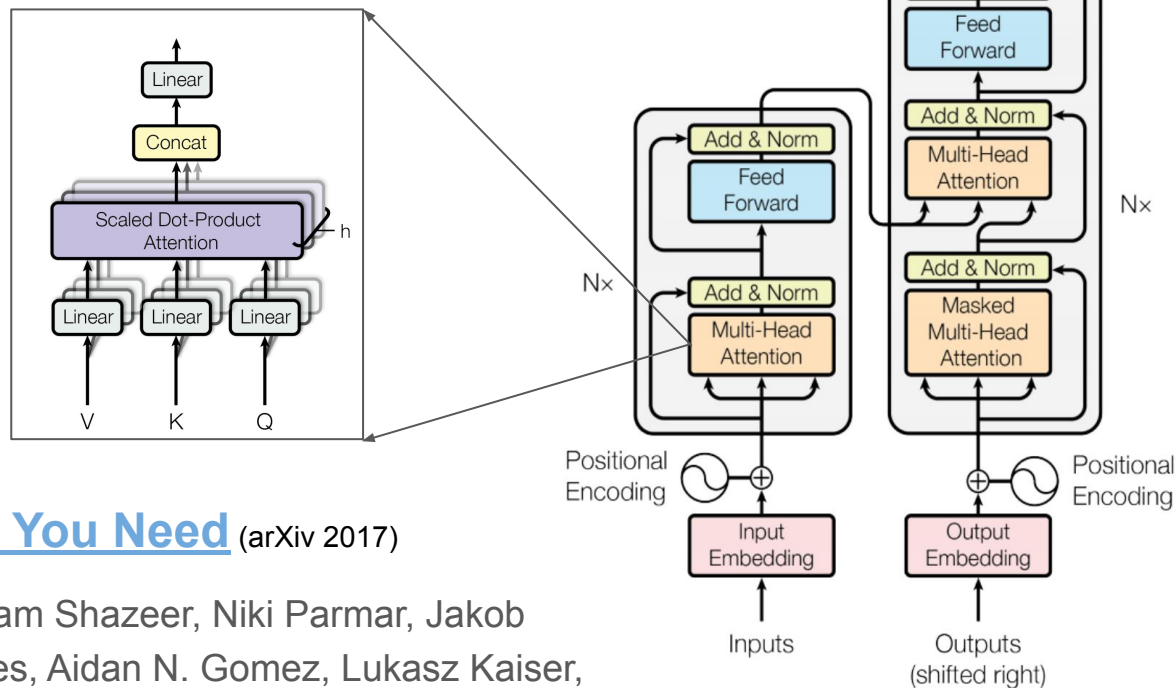 Linear
Concat
Scaled Dot-Product
Attention
h
Linear
Linear
Linear
V
K
Q
Feed
Forward
Add & Norm
Multi-Head
Attention
Nx
Add & Norm
Masked
Multi-Head
Attention
Add & Norm
Feed
Forward
Nx
Add & Norm
Multi-Head
Attention
Positional
Encoding
Positional
Encoding
Input
Embedding
Output
Embedding
Inputs
Outputs
(shifted right)
You Need (arXiv 2017)
am Shazeer, Niki Parmar, Jakob
es, Aidan N. Gomez, Lukasz Kaiser,